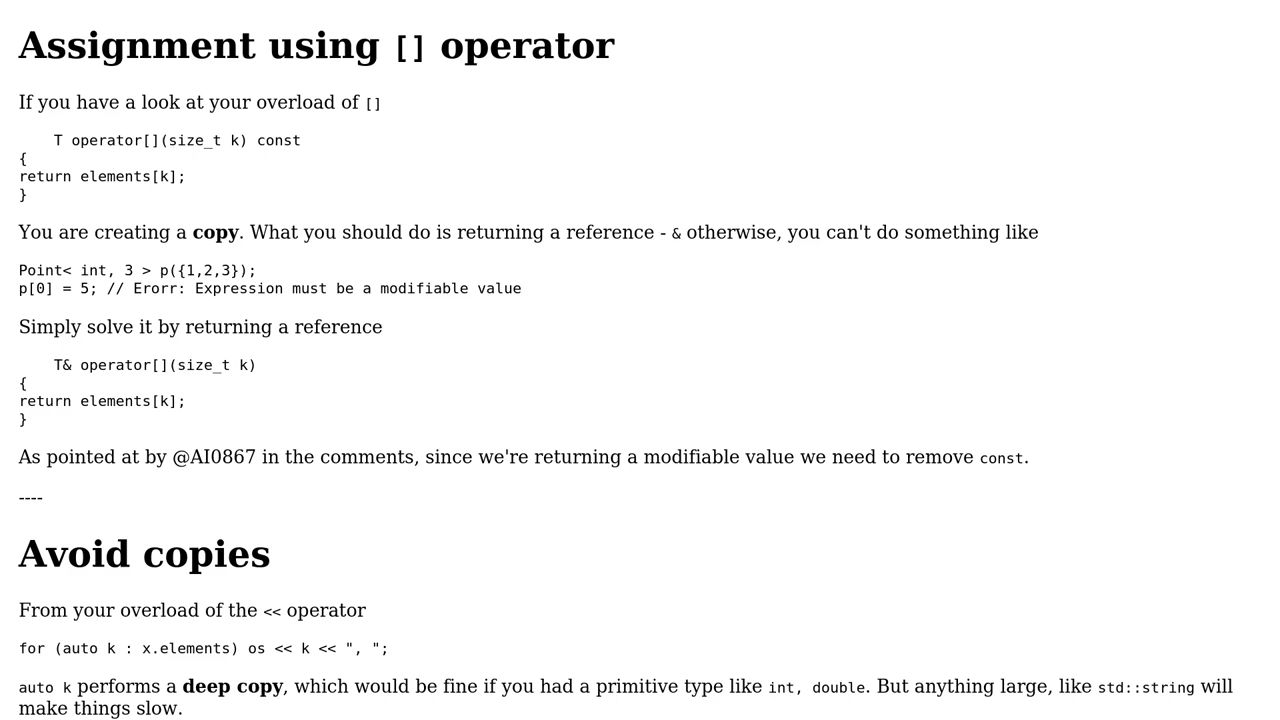 Assignment using [] operator
If you have a look at your overload of []
T operator[](size_t k) const
{
return elements[k];
}
You are creating a copy. What you should do is returning a reference - & otherwise, you can't do something like
Point< int, 3 > p({1,2,3});
p[0] = 5; // Erorr: Expression must be a modifiable value
Simply solve it by returning a reference
T& operator[](size_t k)
{
return elements[k];
}
As pointed at by @AI0867 in the comments, since we're returning a modifiable value we need to remove const.
----
Avoid copies
From your overload of the << operator
for (auto k : x.elements) os << k << ", ";
auto k performs a deep copy, which would be fine if you had a primitive type like int, double. But anything large, like std::string will
make things slow.